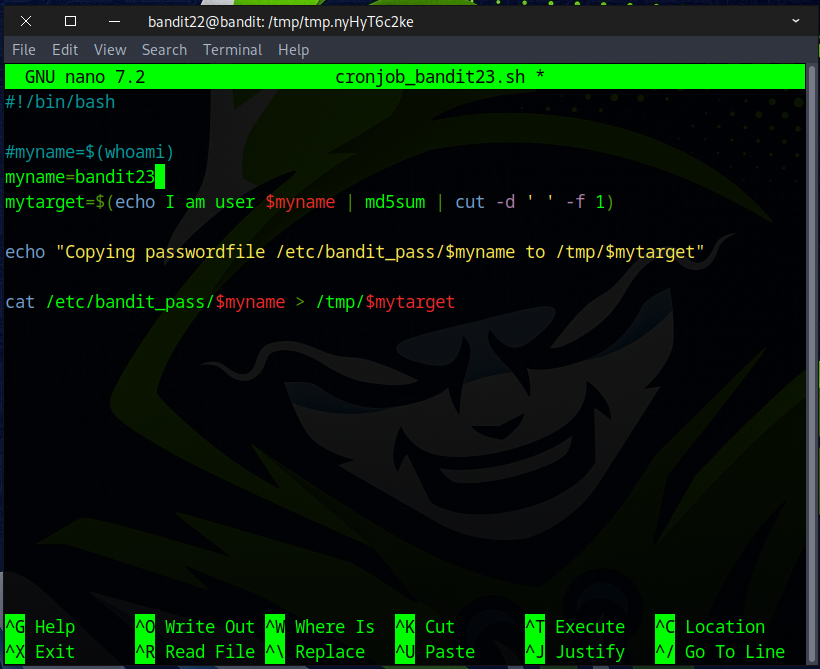 bandit22@bandit: /tmp/tmp.nyHyT6c2ke
File Edit View Search Terminal Help
GNU nano 7.2 cronjob_bandit23.sh *
#!/bin/bash
#myname=$(whoami)
myname=bandit23
mytarget=$(echo I am user $myname | md5sum | cut -d ' ' -f 1)
echo "Copying passwordfile /etc/bandit_pass/$myname to /tmp/$mytarget"
cat /etc/bandit_pass/$myname > /tmp/$mytarget
^G Help ^O Write Out ^W Where Is ^K Cut ^T Execute ^C Location
^X Exit ^R Read File ^\ Replace ^U Paste ^J Justify ^/ Go To Line